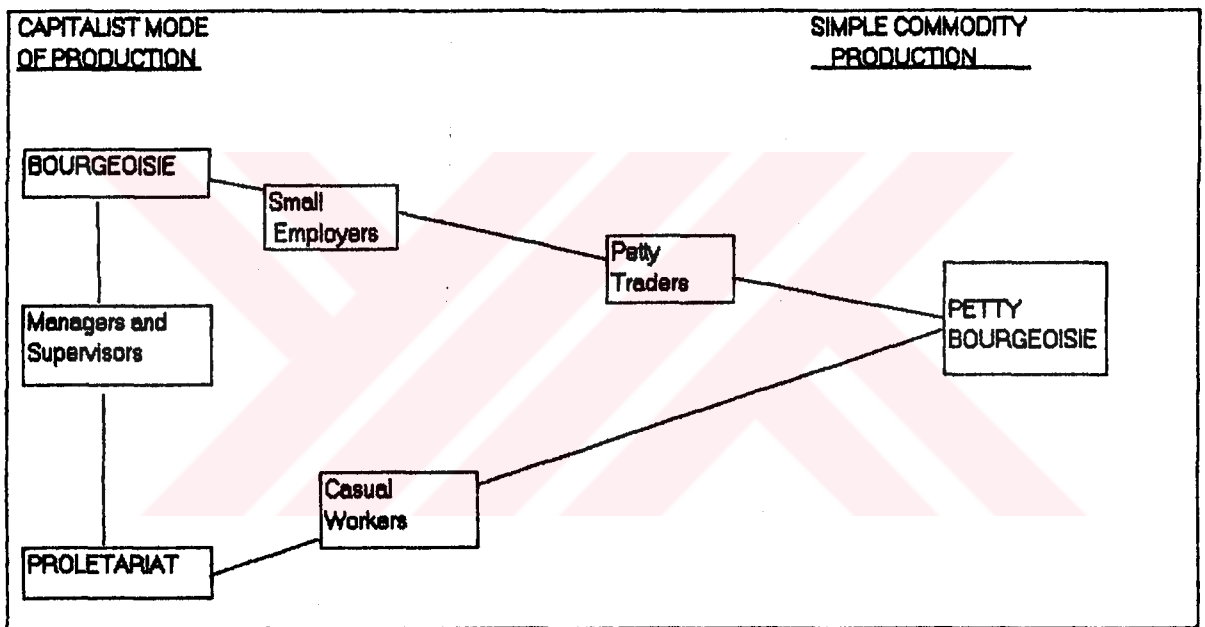 CAPITALIST MODE
OF PRODUCTION
SIMPLE COMMODITY
PRODUCTION
BOURGEOISIE
Small
Employers
Petty
Traders
PETTY
BOURGEOISIE
Managers and
Supervisors
Casual
Workers
PROLETARIAT